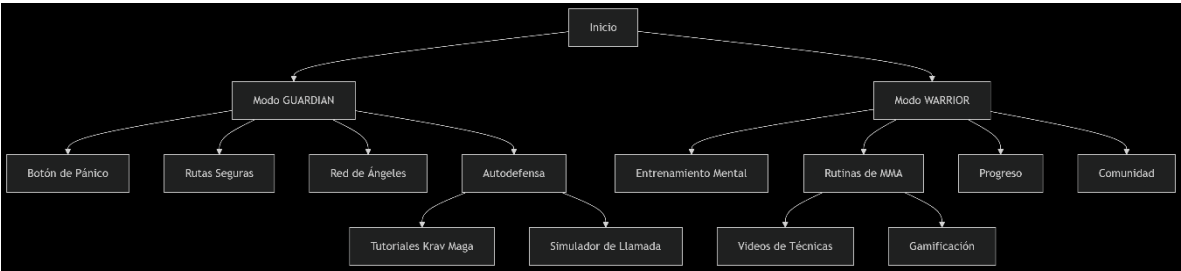 Inicio
Modo GUARDIAN
Modo WARRIOR
Botón de Pánico
Rutas Seguras
Red de Ángeles
Autodefensa
Entrenamiento Mental
Rutinas de MMA
Progreso
Comunidad
Tutoriales Krav Maga
Simulador de Llamada
Videos de Técnicas
Gamificación